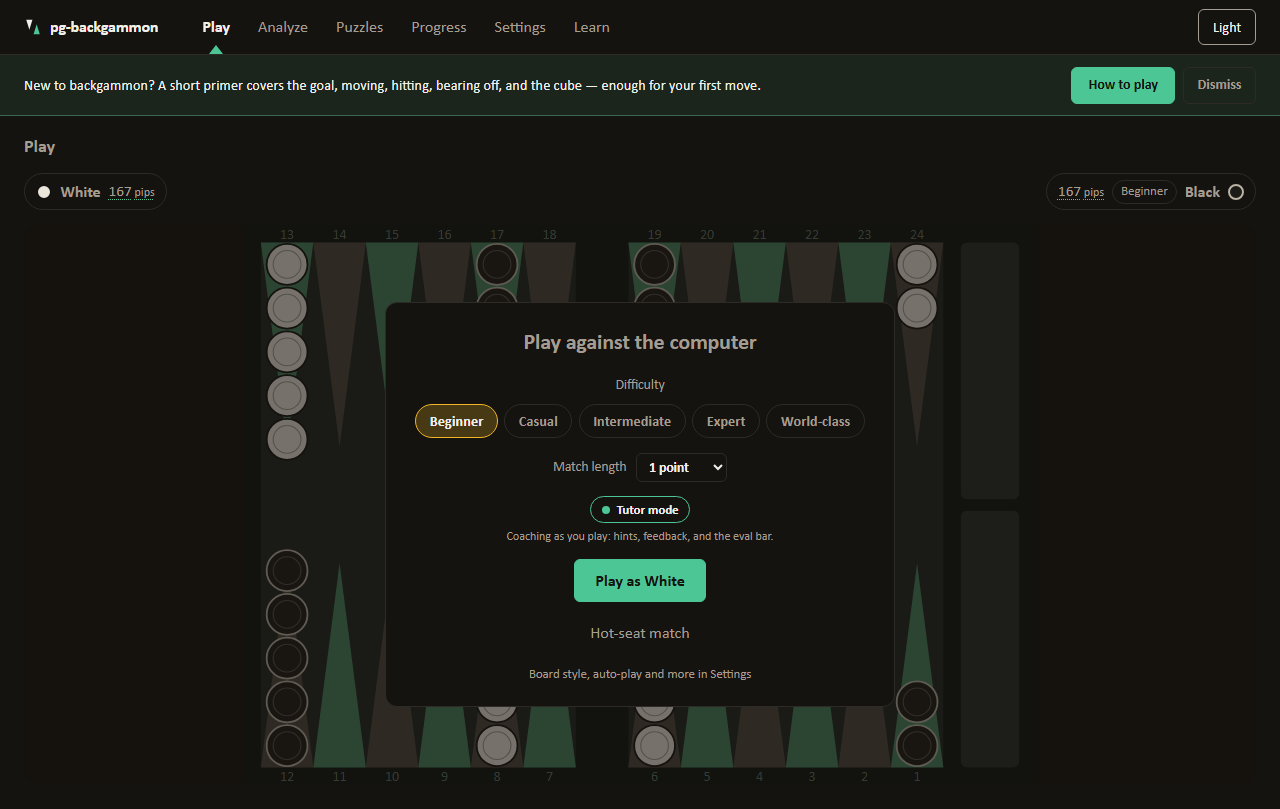 pg-backgammon Play Analyze Puzzles Progress Settings Learn Light
New to backgammon? A short primer covers the goal, moving, hitting, bearing off, and the cube — enough for your first move. How to play Dismiss
Play
White 167 pips 167 pips Beginner Black
13 14 15 16 17 18 19 20 21 22 23 24
Play against the computer
Difficulty
Beginner Casual Intermediate Expert World-class
Match length 1 point
Tutor mode
Coaching as you play: hints, feedback, and the eval bar.
Play as White
Hot-seat match
Board style, auto-play and more in Settings
12 11 10 9 8 7 6 5 4 3 2 1